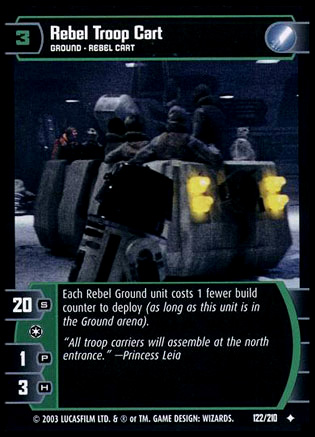 3
Rebel Troop Cart
GROUND • REBEL CART
20 S
Each Rebel Ground unit costs 1 fewer build
counter to deploy (as long as this unit is in
the Ground arena).
1 P
"All troop carriers will assemble at the north
entrance." —Princess Leia
3 H
© 2003 LUCASFILM LTD. & ® or TM. GAME DESIGN: WIZARDS.
122/210